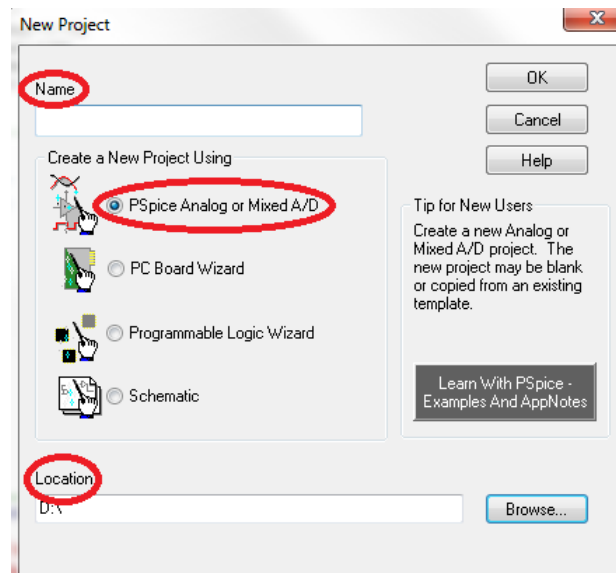 New Project
Name
OK
Cancel
Help
Create a New Project Using
PSpice Analog or Mixed A/D
PC Board Wizard
Programmable Logic Wizard
Schematic
Tip for New Users
Create a new Analog or
Mixed A/D project. The
new project may be blank
or copied from an existing
template.
Learn With PSpice -
Examples And AppNotes
Location
D:\
Browse...